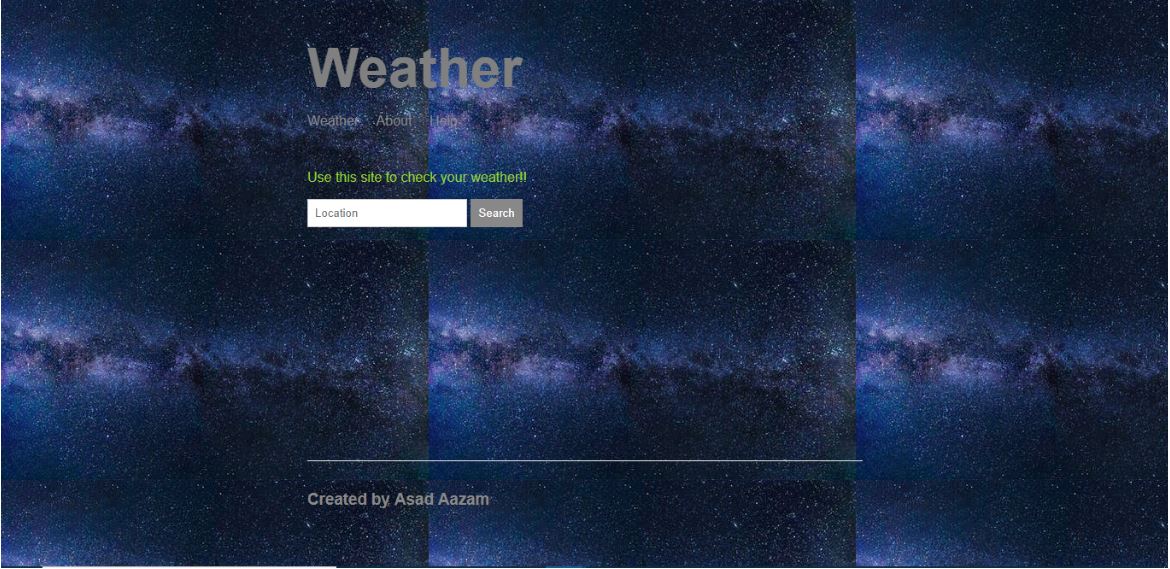 Weather
Weather About Help
Use this site to check your weather!!
Location Search
Created by Asad Aazam